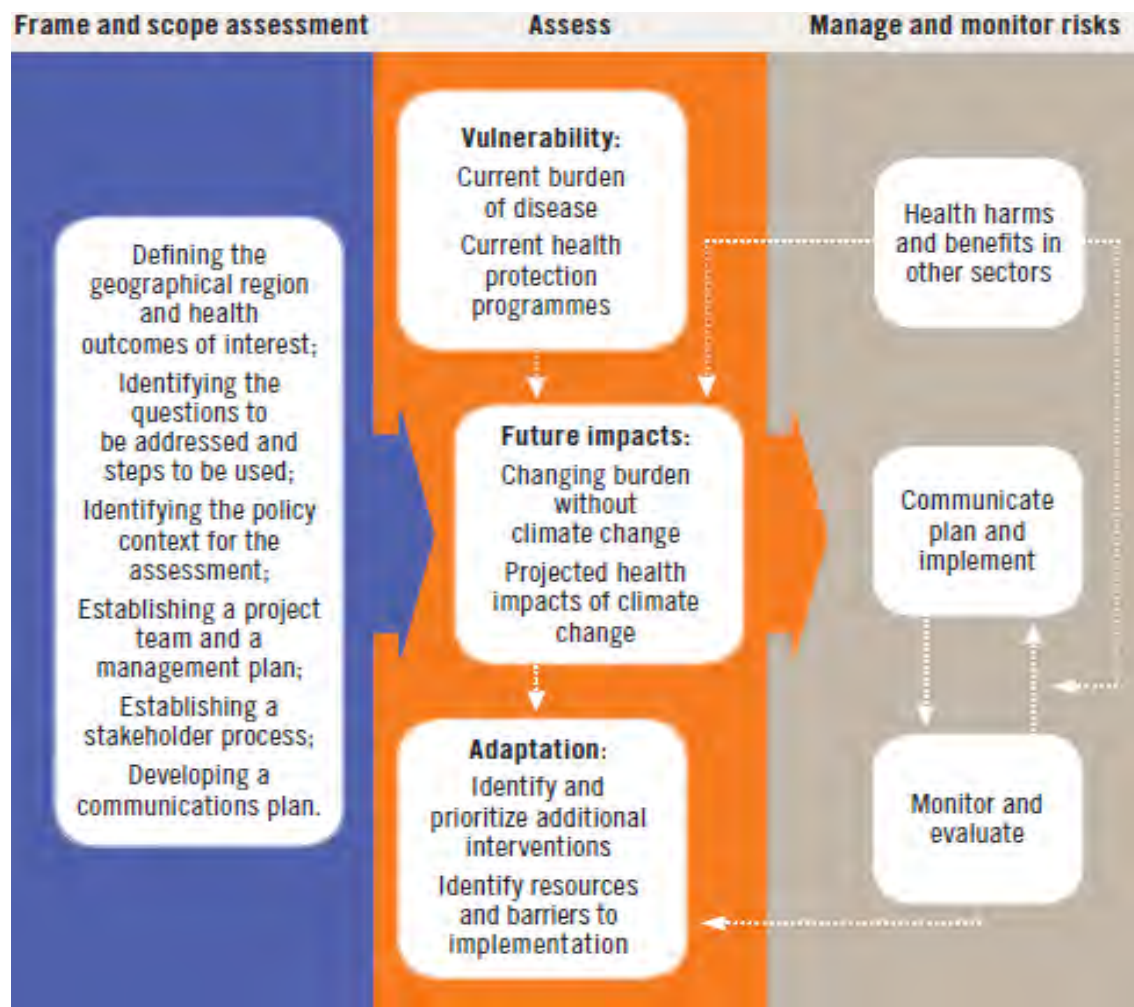 Frame and scope assessment
Assess
Manage and monitor risks
Defining the
geographical region
and health
outcomes of interest;
Identifying the
questions to
be addressed and
steps to be used;
Identifying the policy
context for the
assessment;
Establishing a project
team and a
management plan;
Establishing a
stakeholder process;
Developing a
communications plan.
Vulnerability:
Current burden
of disease
Current health
protection
programmes
Future impacts:
Changing burden
without
climate change
Projected health
impacts of climate
change
Adaptation:
Identify and
prioritize additional
interventions
Identify resources
and barriers to
implementation
Health harms
and benefits in
other sectors
Communicate
plan and
implement
Monitor and
evaluate